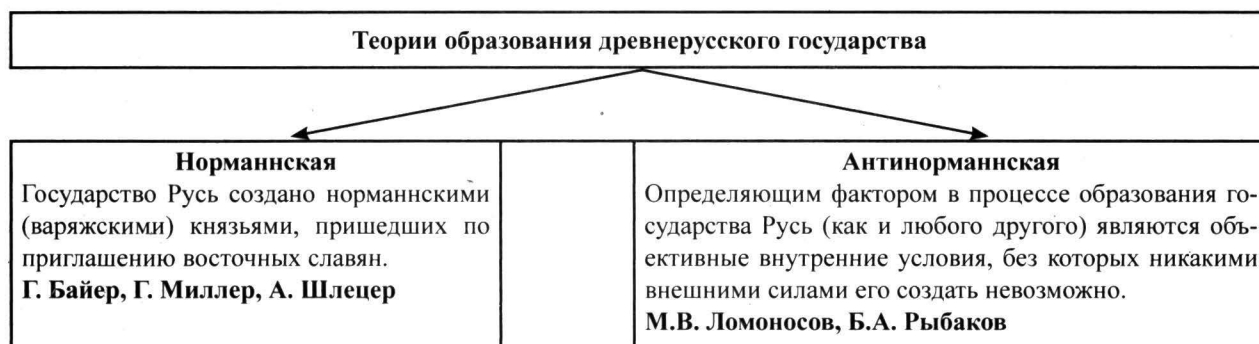 Теории образования древнерусского государства
Норманнская
Государство Русь создано норманнскими
(варяжскими) князьями, пришедших по
приглашению восточных славян.
Г. Байер, Г. Миллер, А. Шлецер
Антинорманнская
Определяющим фактором в процессе образования го-
сударства Русь (как и любого другого) являются объ-
ективные внутренние условия, без которых никакими
внешними силами его создать невозможно.
М.В. Ломоносов, Б.А. Рыбаков